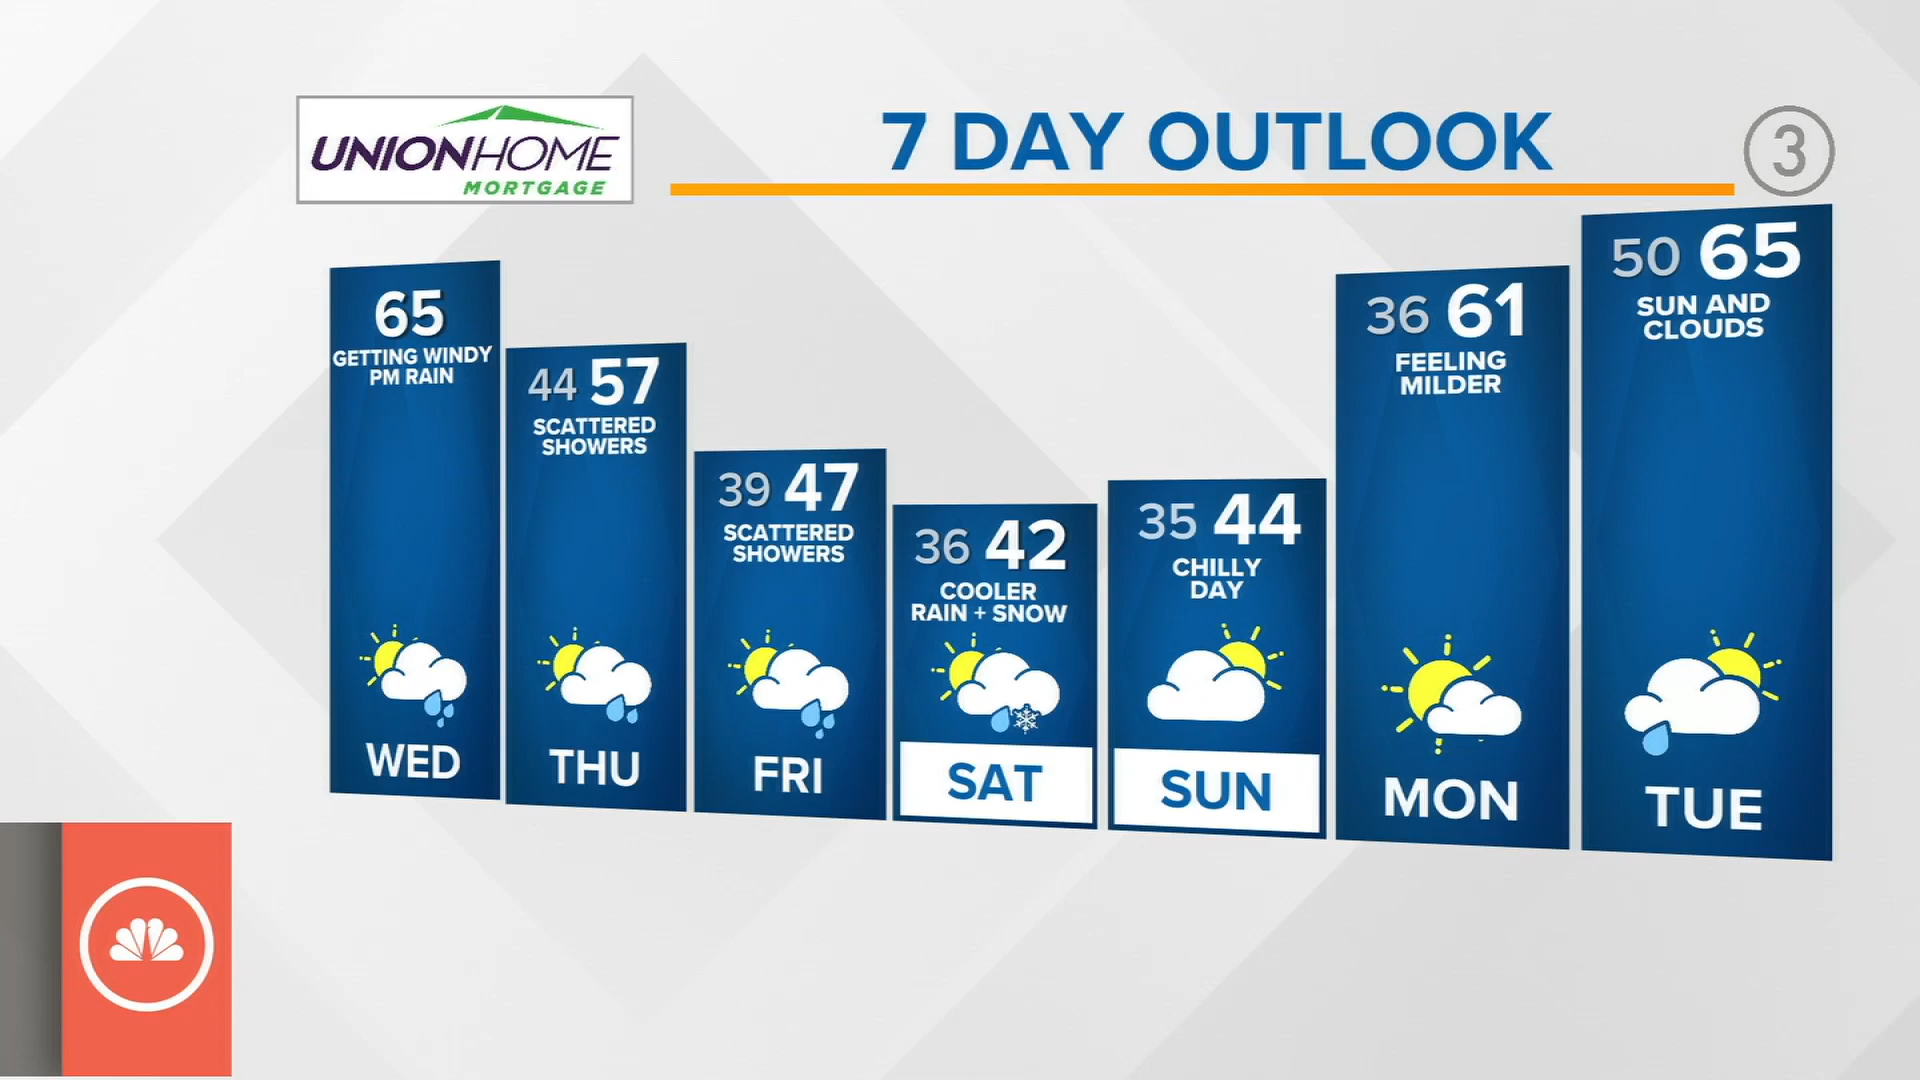 UNIONHOME
MORTGAGE
7 DAY OUTLOOK
3
65
GETTING WINDY
PM RAIN
WED
44 57
SCATTERED
SHOWERS
THU
39 47
SCATTERED
SHOWERS
FRI
36 42
COOLER
RAIN + SNOW
SAT
35 44
CHILLY
DAY
SUN
36 61
FEELING
MILDER
MON
50 65
SUN AND
CLOUDS
TUE